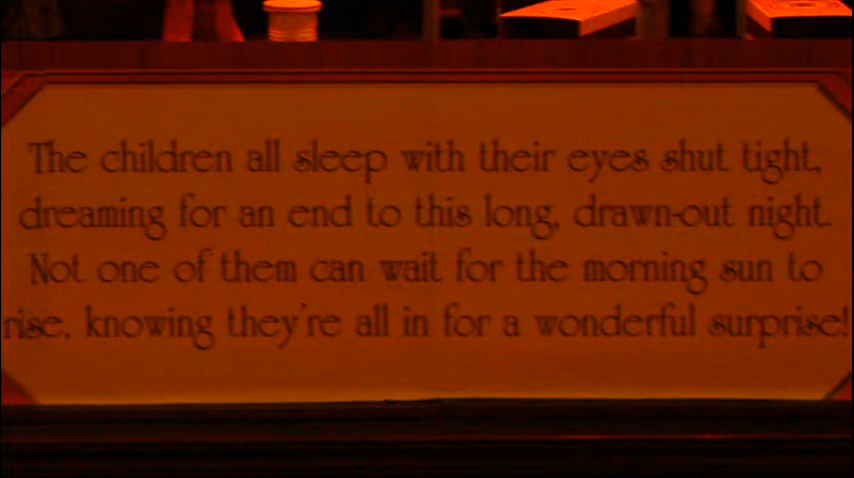 The children all sleep with their eyes shut tight,
dreaming for an end to this long, drawn-out night.
Not one of them can wait for the morning sun to
rise, knowing they're all in for a wonderful surprise!